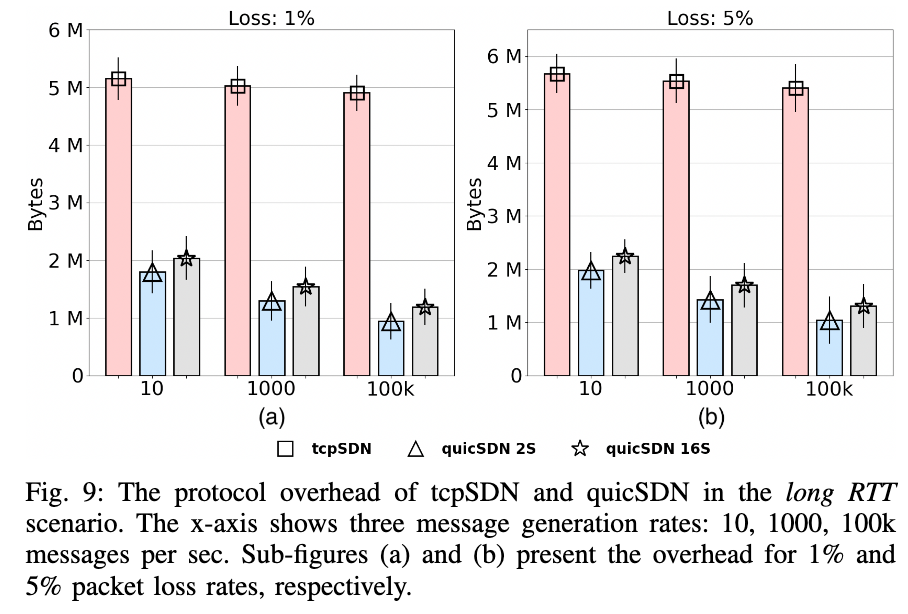 Loss: 1%
Loss: 5%
6 M
5 M
4 M
3 M
2 M
1 M
0
Bytes
10
1000
100k
(a)
6 M
5 M
4 M
3 M
2 M
1 M
0
Bytes
10
1000
100k
(b)
tcpSDN quicSDN 2S quicSDN 16S
Fig. 9: The protocol overhead of tcpSDN and quicSDN in the long RTT
scenario. The x-axis shows three message generation rates: 10, 1000, 100k
messages per sec. Sub-figures (a) and (b) present the overhead for 1% and
5% packet loss rates, respectively.